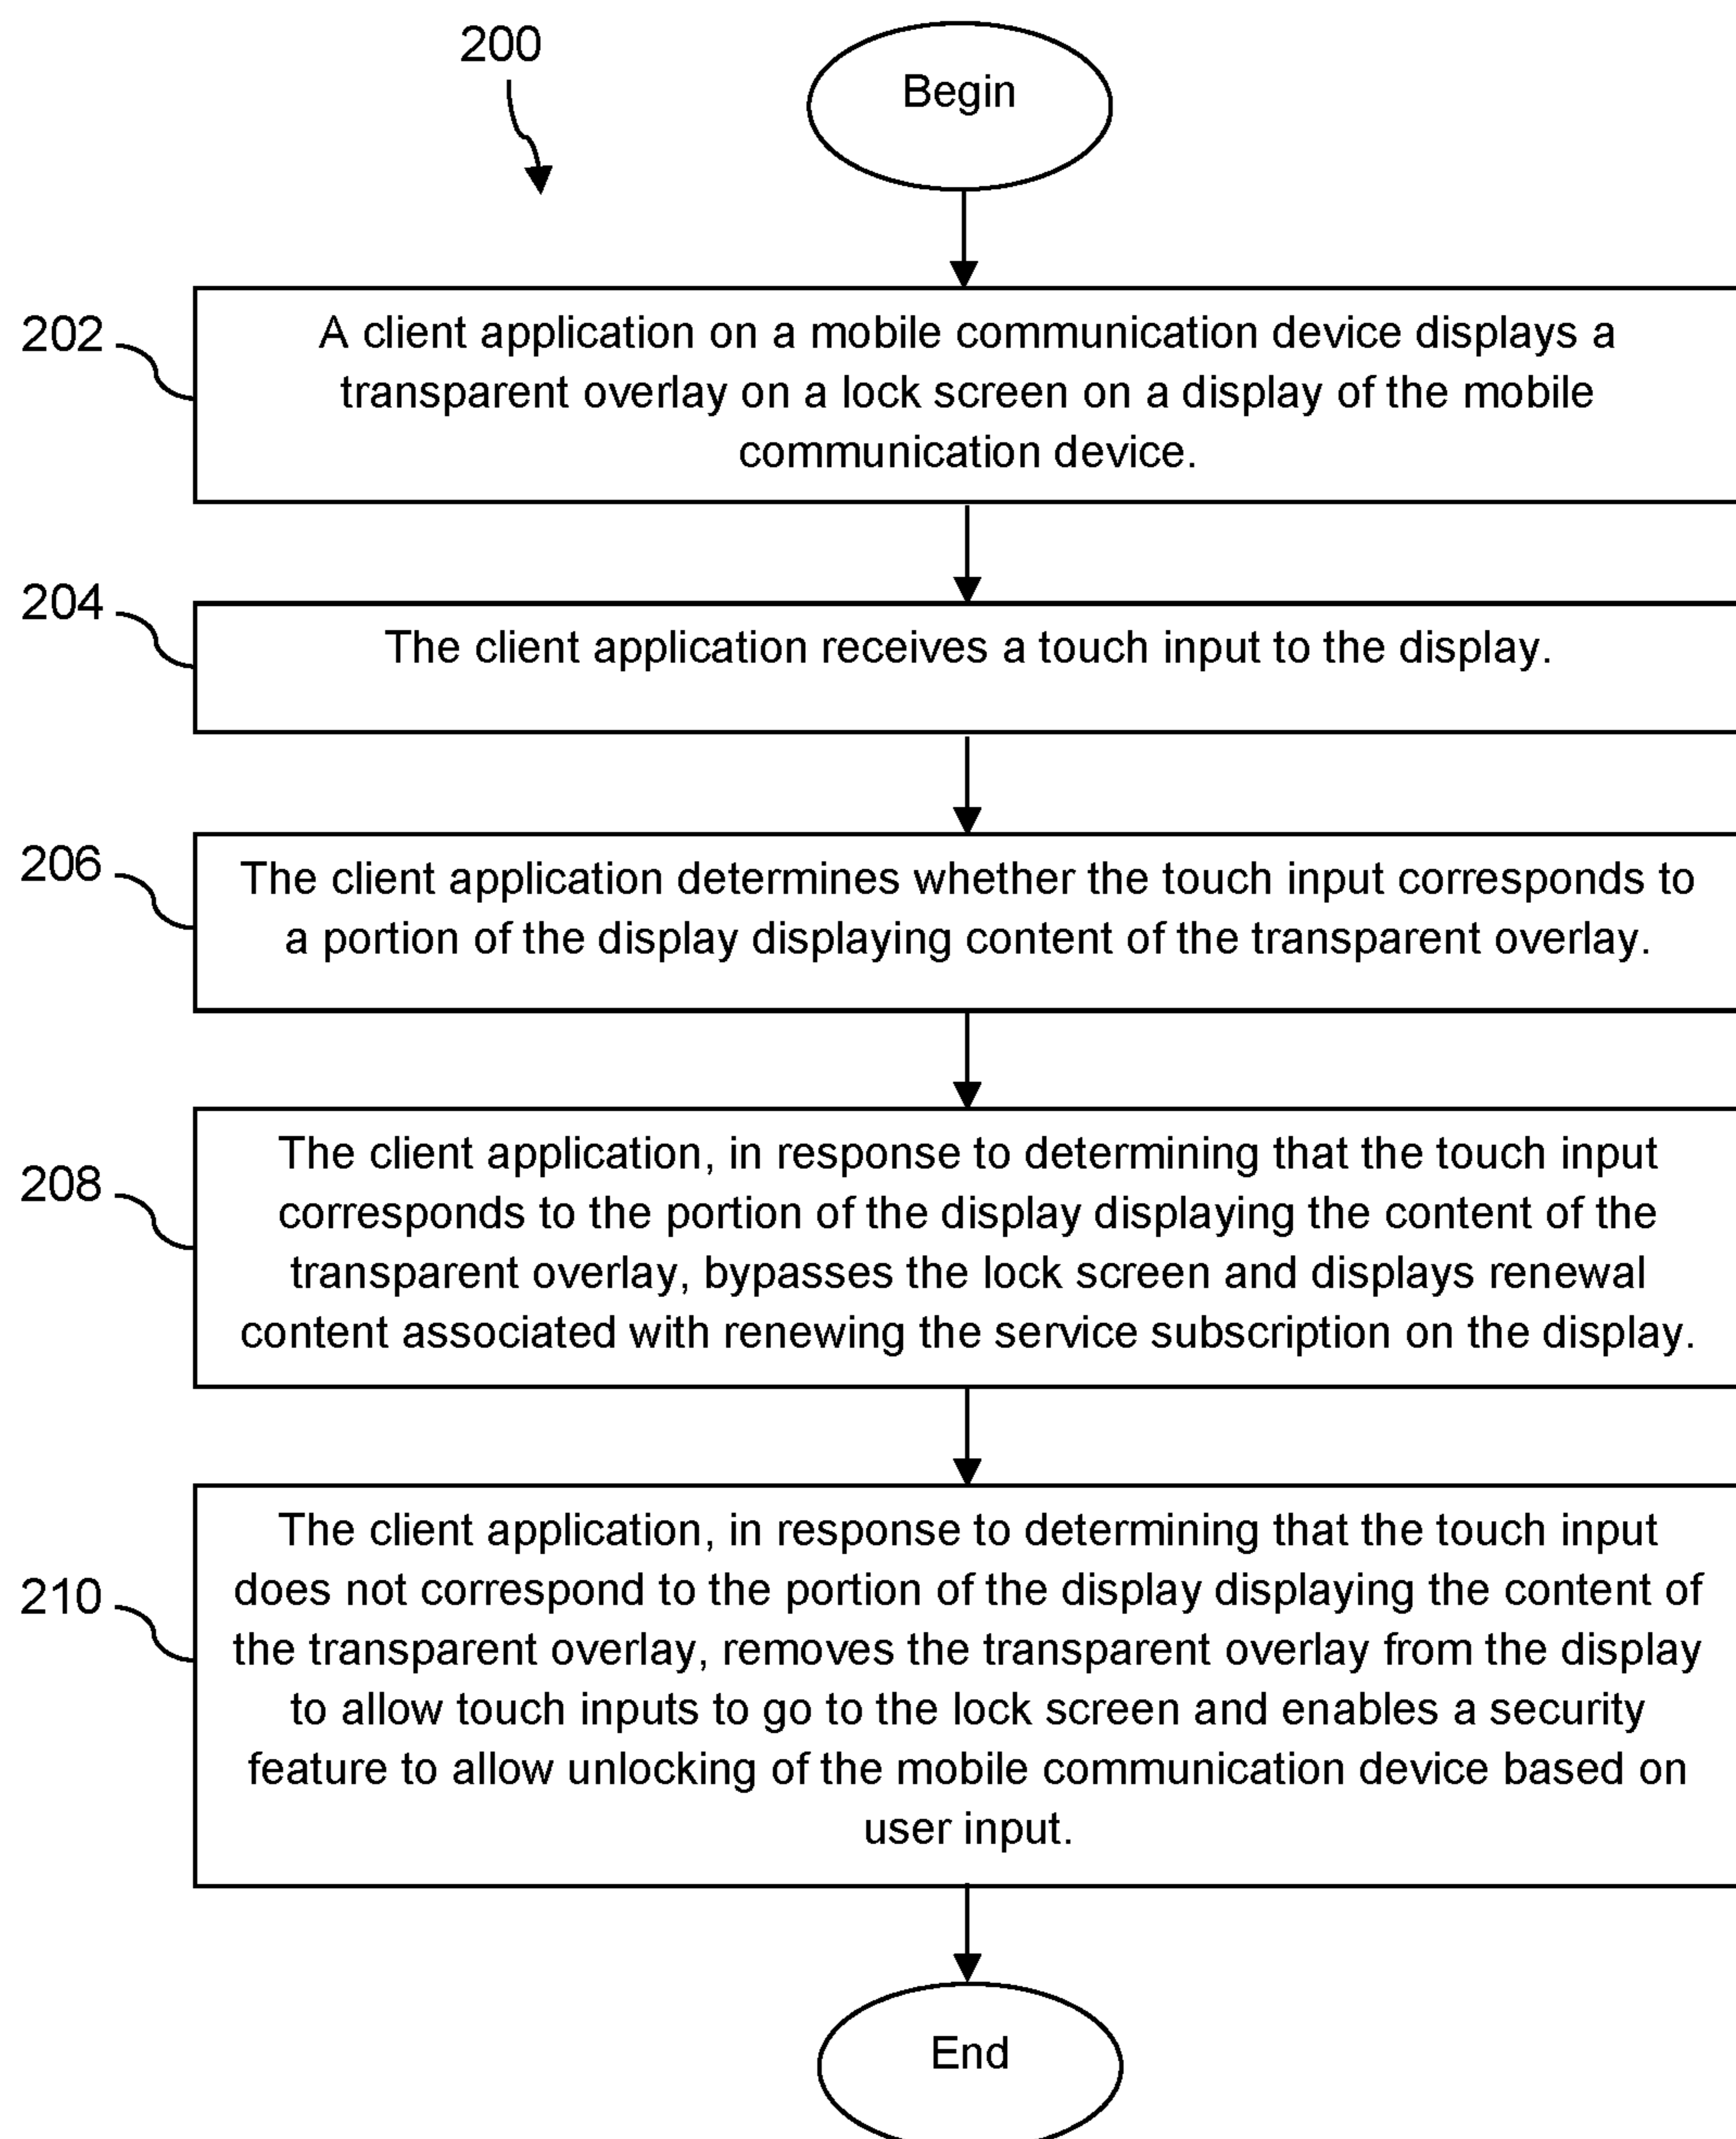 200
Begin
202
A client application on a mobile communication device displays a
transparent overlay on a lock screen on a display of the mobile
communication device.
204
The client application receives a touch input to the display.
206
The client application determines whether the touch input corresponds to
a portion of the display displaying content of the transparent overlay.
208
The client application, in response to determining that the touch input
corresponds to the portion of the display displaying the content of the
transparent overlay, bypasses the lock screen and displays renewal
content associated with renewing the service subscription on the display.
210
The client application, in response to determining that the touch input
does not correspond to the portion of the display displaying the content of
the transparent overlay, removes the transparent overlay from the display
to allow touch inputs to go to the lock screen and enables a security
feature to allow unlocking of the mobile communication device based on
user input.
End